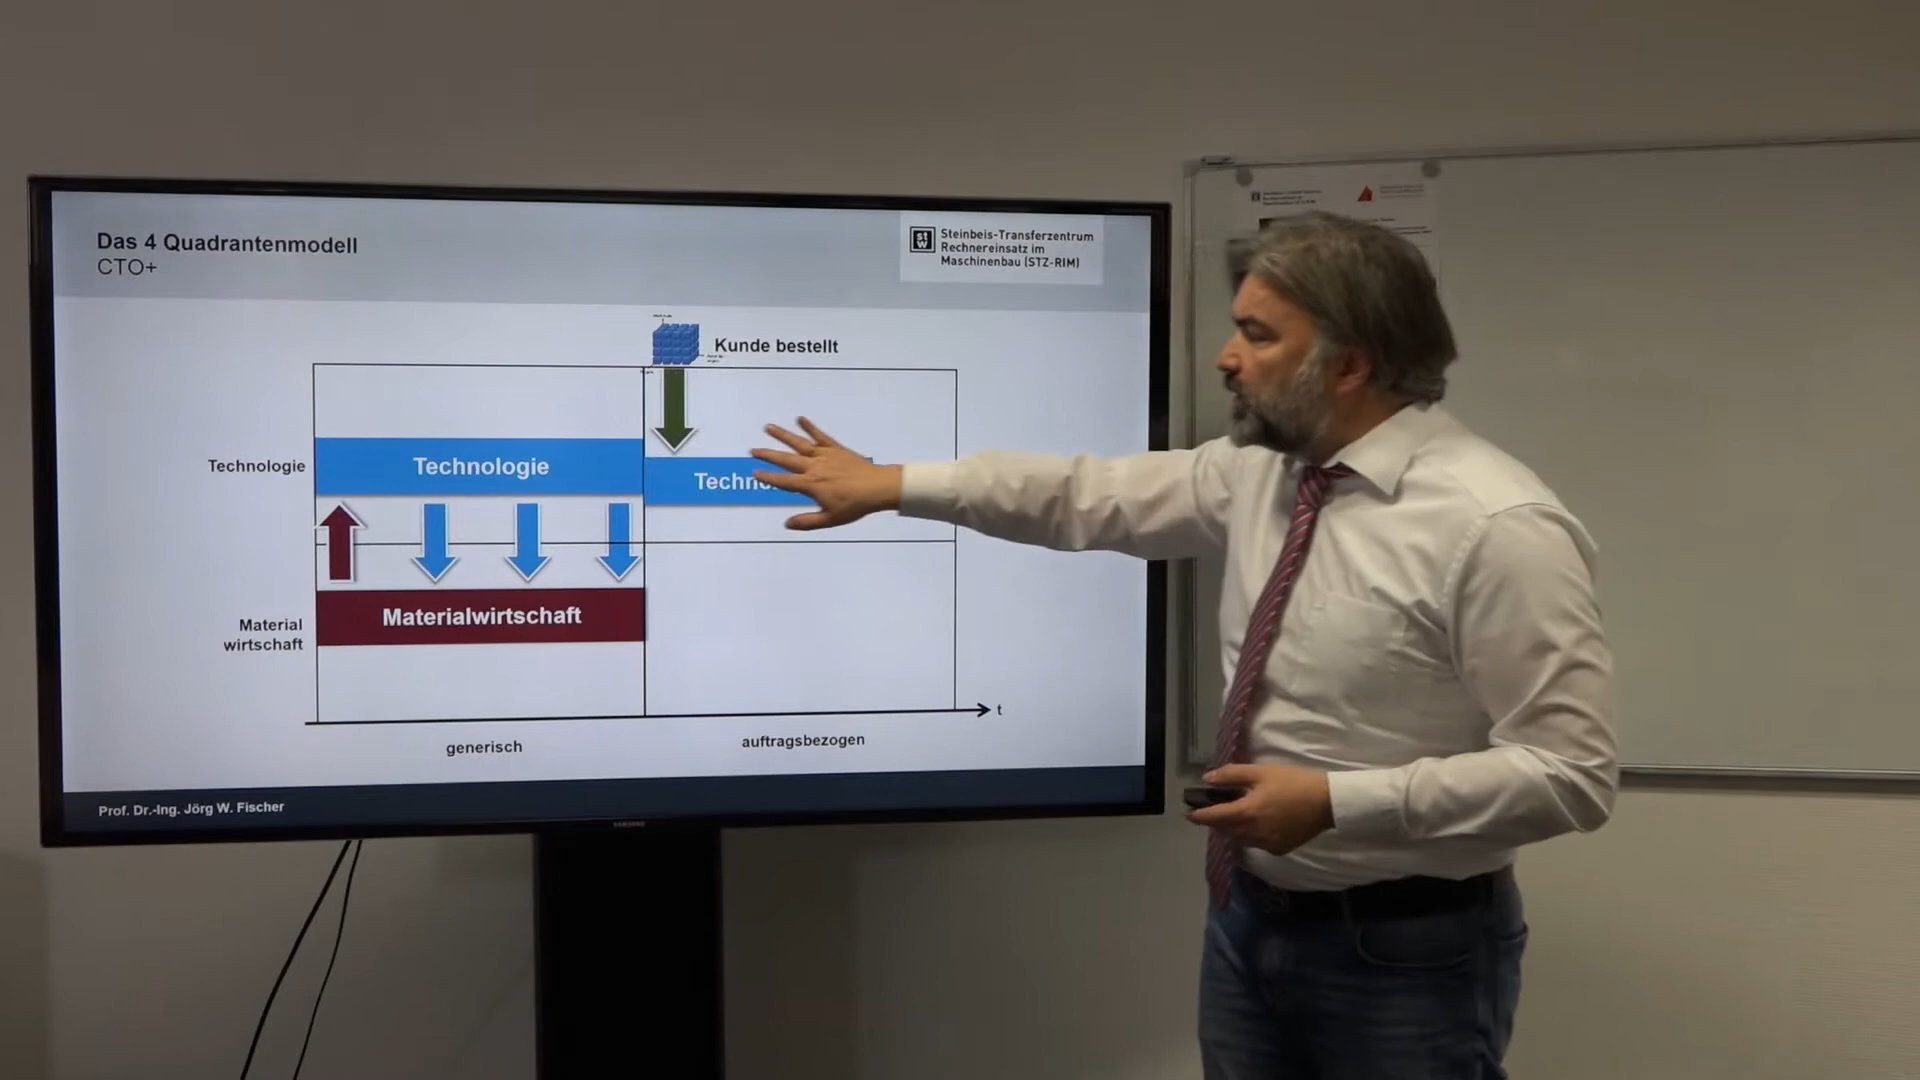 Das 4 Quadrantenmodell
CTO+
Steinbeis-Transferzentrum
Rechnereinsatz im
Maschinenbau (STZ-RIM)
Kunde bestellt
Technologie
Technologie
Material
wirtschaft
Materialwirtschaft
t
generisch
auftragsbezogen
Prof. Dr.-Ing. Jörg W. Fischer
SAMSUNG